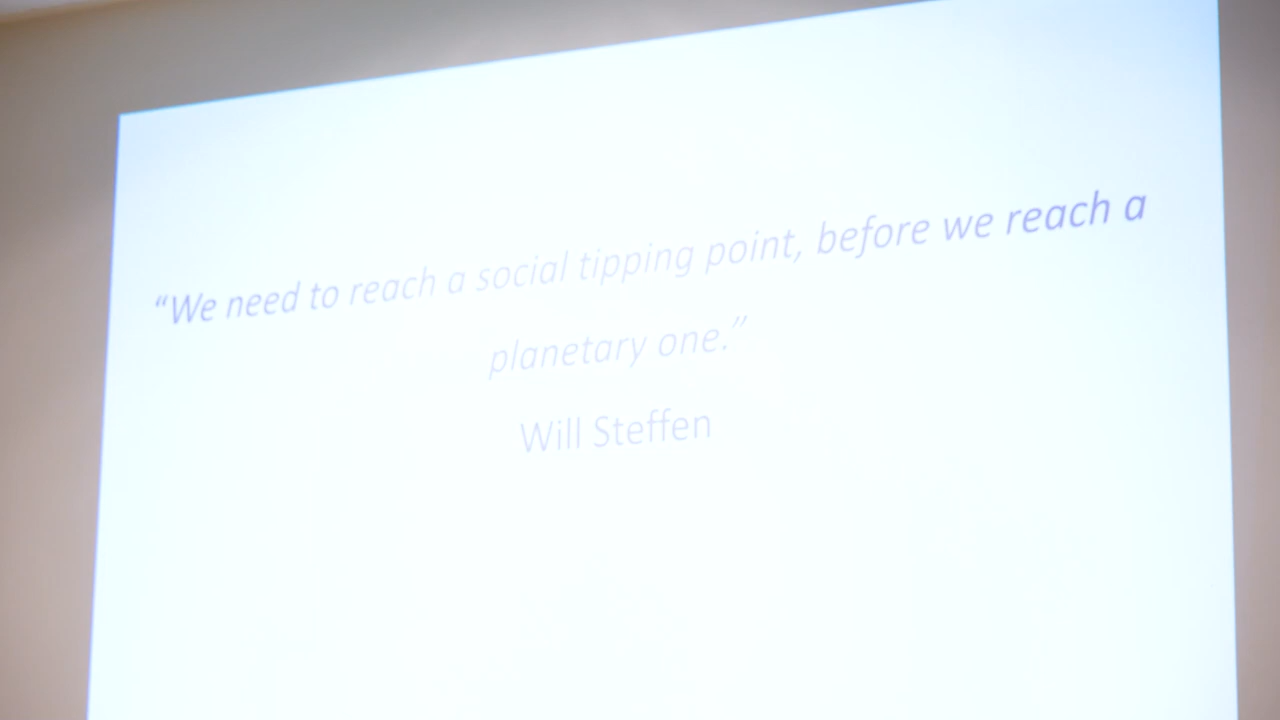 “We need to reach a social tipping point, before we reach a
planetary one.”
Will Steffen